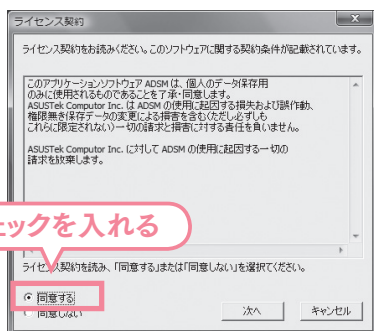 ライセンス契約
ライセンス契約をお読みください。このソフトウェアに関する契約条件が記載されています。
このアプリケーションソフトウェア ADSM は、個人のデータ保存用
のみに使用されるものであることを了承・同意します。
ASUSTek Computor Inc. は ADSM の使用に起因する損失および誤作動、
権限無き保存データの変更による損害を含む(ただし必ずしも
これらに限定されない)一切の請求と損害に対する責任を負いません。
ASUSTek Computor Inc. に対して ADSM の使用に起因する一切の
請求を放棄します。
ェックを入れる
ライセンス契約を読み、「同意する」または「同意しない」を選択してください。
同意する
同意しない
次へ
キャンセル